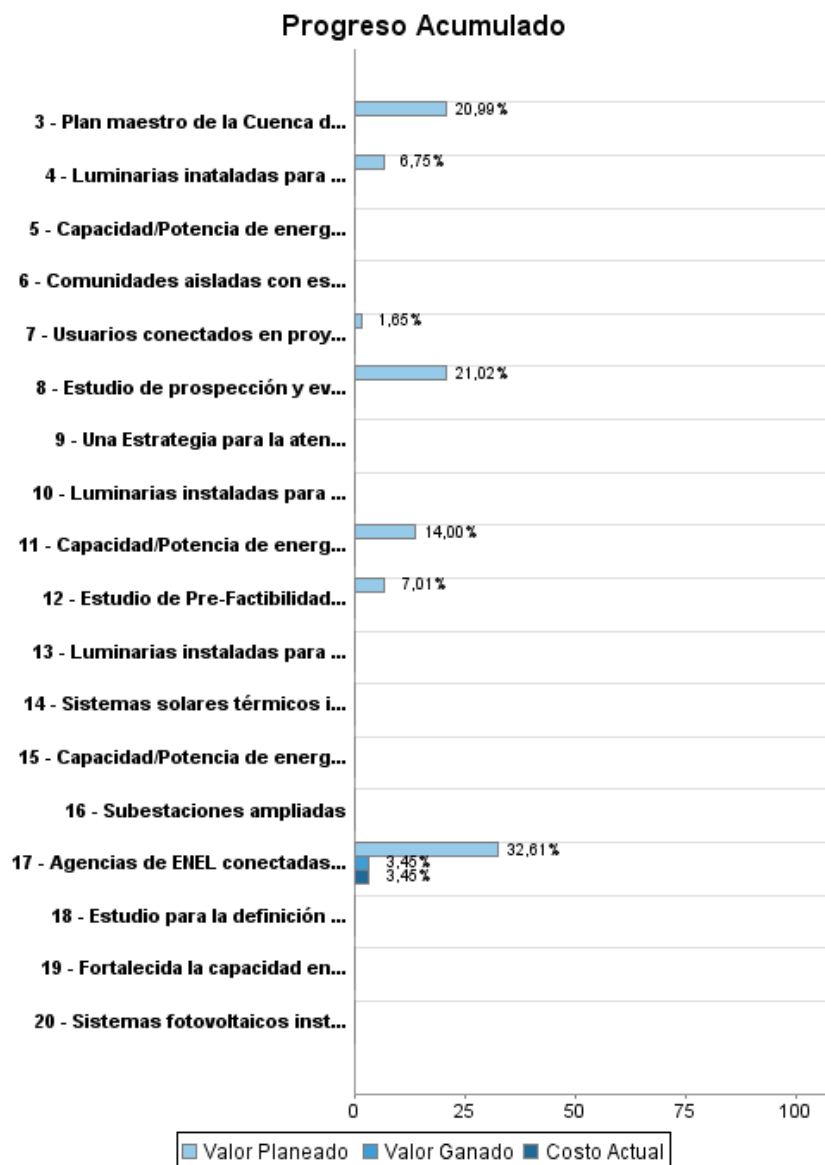 Progreso Acumulado
3 - Plan maestro de la Cuenca d...
20,99%
4 - Luminarias inataladas para ...
6,75%
5 - Capacidad/Potencia de energ...
6 - Comunidades aisladas con es...
7 - Usuarios conectados en proy...
1,65%
8 - Estudio de prospección y ev...
21,02%
9 - Una Estrategia para la aten...
10 - Luminarias instaladas para ...
11 - Capacidad/Potencia de energ...
14,00%
12 - Estudio de Pre-Factibilidad...
7,01%
13 - Luminarias instaladas para ...
14 - Sistemas solares térmicos i...
15 - Capacidad/Potencia de energ...
16 - Subestaciones ampliadas
17 - Agencias de ENEL conectadas...
32,61%
3,45%
3,45%
18 - Estudio para la definición ...
19 - Fortalecida la capacidad en...
20 - Sistemas fotovoltaicos inst...
0 25 50 75 100
Valor Planeado Valor Ganado Costo Actual